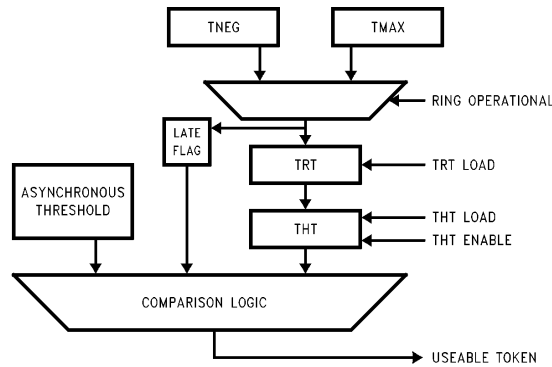 TNEG
TMAX
RING OPERATIONAL
LATE
FLAG
TRT
TRT LOAD
ASYNCHRONOUS
THRESHOLD
THT
THT LOAD
THT ENABLE
COMPARISON LOGIC
USEABLE TOKEN